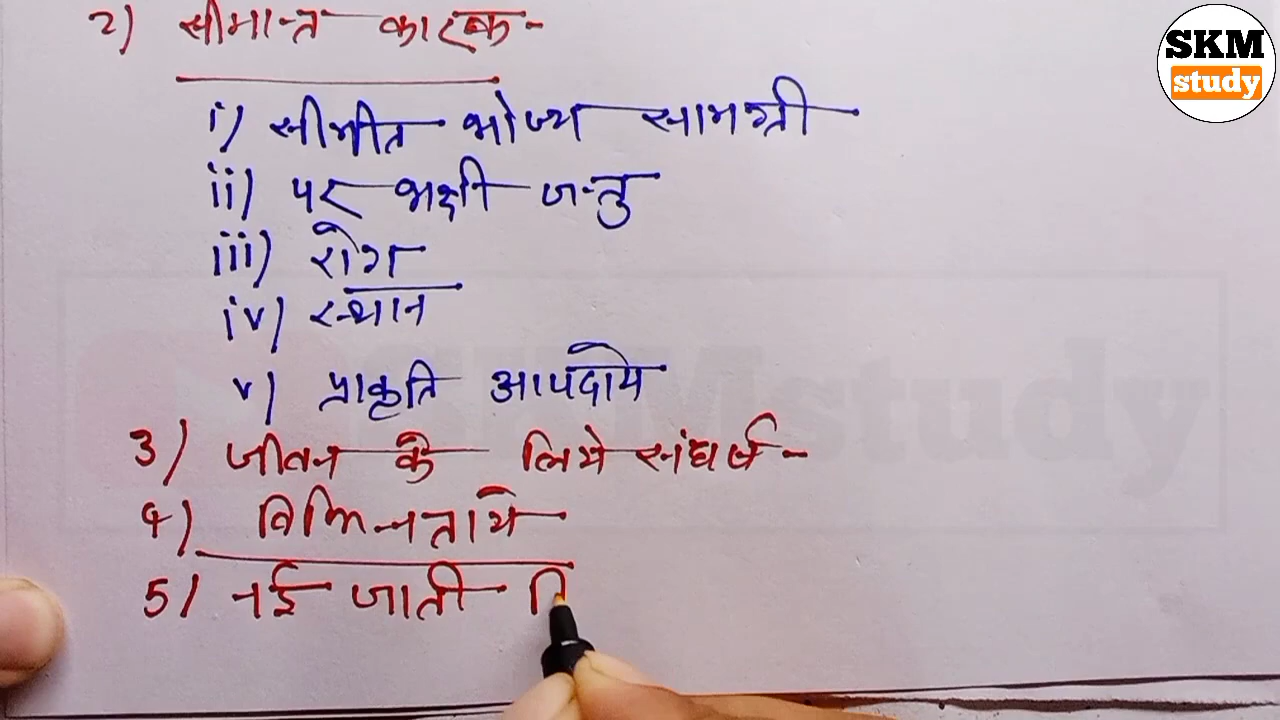 SKM
study
2) सीमान्त कारक -
i) सीमीत भोज्य सामग्री
ii) पर भक्षी जन्तु
iii) रोग
iv) स्थान
v) प्राकृति आपदाये
3) जीवन के लिये संघर्ष -
4) विभिन्नताये
5) नई जाती